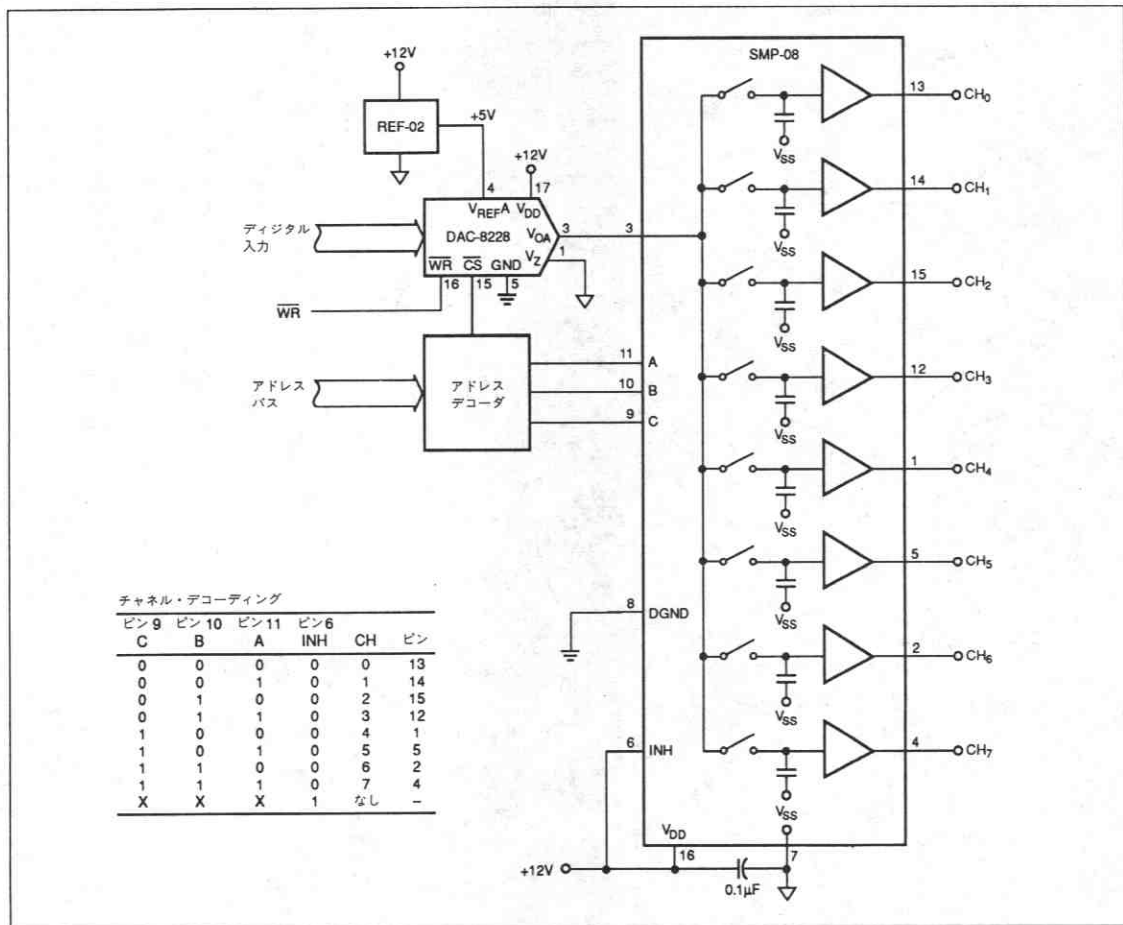 +12V
REF-02
+5V
+12V
4
17
VREFA VDD
ディジタル
入力
DAC-8228
VOA
3
VZ
1
WR CS GND
16
15
5
WR
アドレス
バス
アドレス
デコーダ
11
A
10
B
9
C
3
SMP-08
13
CH0
VSS
14
CH1
VSS
15
CH2
VSS
12
CH3
VSS
1
CH4
VSS
5
CH5
VSS
8
DGND
2
CH6
VSS
6
INH
4
CH7
VSS
VDD
16
7
+12V
0.1µF
チャネル・デコーディング
ピン9 ピン10 ピン11 ピン6
C B A INH CH ピン
0 0 0 0 0 13
0 0 1 0 1 14
0 1 0 0 2 15
0 1 1 0 3 12
1 0 0 0 4 1
1 0 1 0 5 5
1 1 0 0 6 2
1 1 1 0 7 4
X X X 1 なし –